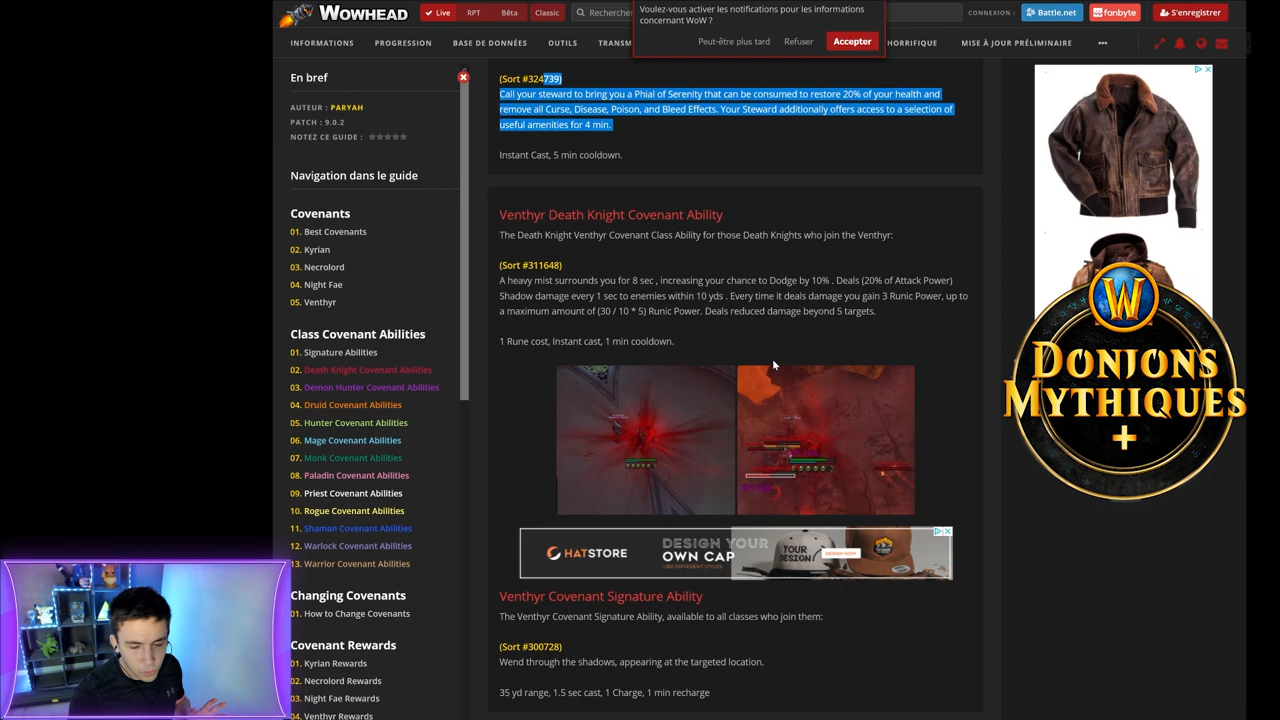 WOWHEAD
Live
RPT
Bêta
Classic
Recherche
Voulez-vous activer les notifications pour les informations
concernant WoW ?
Peut-être plus tard
Refuser
Accepter
CONNEXION :
Battle.net
fanbyte
S'enregistrer
INFORMATIONS
PROGRESSION
BASE DE DONNÉES
OUTILS
TRANSM
HORRIFIQUE
MISE À JOUR PRÉLIMINAIRE
En bref
AUTEUR : PARYAH
PATCH : 9.0.2
NOTEZ CE GUIDE :
Navigation dans le guide
Covenants
01. Best Covenants
02. Kyrian
03. Necrolord
04. Night Fae
05. Venthyr
Class Covenant Abilities
01. Signature Abilities
02. Death Knight Covenant Abilities
03. Demon Hunter Covenant Abilities
04. Druid Covenant Abilities
05. Hunter Covenant Abilities
06. Mage Covenant Abilities
07. Monk Covenant Abilities
08. Paladin Covenant Abilities
09. Priest Covenant Abilities
10. Rogue Covenant Abilities
11. Shaman Covenant Abilities
12. Warlock Covenant Abilities
13. Warrior Covenant Abilities
Changing Covenants
01. How to Change Covenants
Covenant Rewards
01. Kyrian Rewards
02. Necrolord Rewards
03. Night Fae Rewards
04. Venthyr Rewards
(Sort #324739)
Call your steward to bring you a Phial of Serenity that can be consumed to restore 20% of your health and
remove all Curse, Disease, Poison, and Bleed Effects. Your Steward additionally offers access to a selection of
useful amenities for 4 min.
Instant Cast, 5 min cooldown.
Venthyr Death Knight Covenant Ability
The Death Knight Venthyr Covenant Class Ability for those Death Knights who join the Venthyr:
(Sort #311648)
A heavy mist surrounds you for 8 sec , increasing your chance to Dodge by 10% . Deals (20% of Attack Power)
Shadow damage every 1 sec to enemies within 10 yds . Every time it deals damage you gain 3 Runic Power, up to
a maximum amount of (30 / 10 * 5) Runic Power. Deals reduced damage beyond 5 targets.
1 Rune cost, Instant cast, 1 min cooldown.
HATSTORE
DESIGN YOUR
OWN CAP
YOUR
DESIGN
DESIGN NOW
Venthyr Covenant Signature Ability
The Venthyr Covenant Signature Ability, available to all classes who join them:
(Sort #300728)
Wend through the shadows, appearing at the targeted location.
35 yd range, 1.5 sec cast, 1 Charge, 1 min recharge
W
DONJONS
MYTHIQUES
+